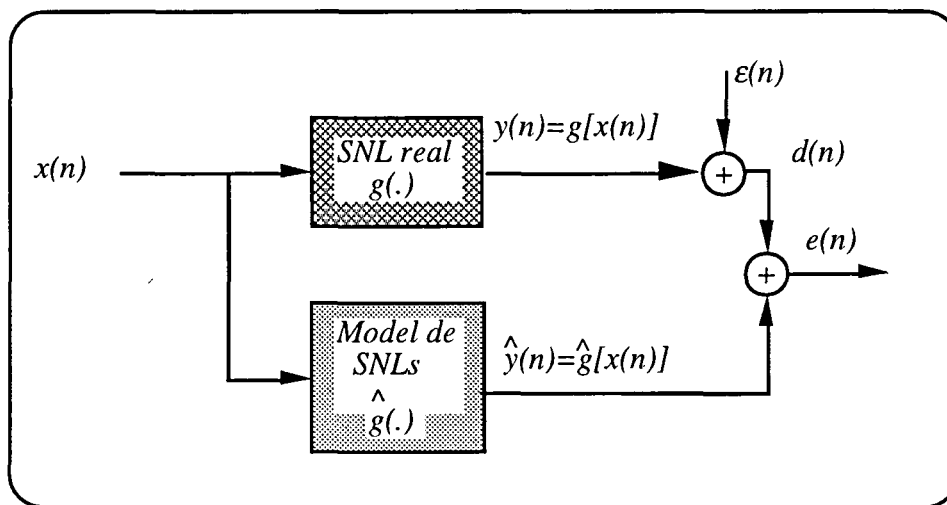 ε(n)
x(n)
SNL real
g(.)
y(n)=g[x(n)]
+
d(n)
e(n)
+
Model de
SNLs
ĝ(.)
ŷ(n)=ĝ[x(n)]